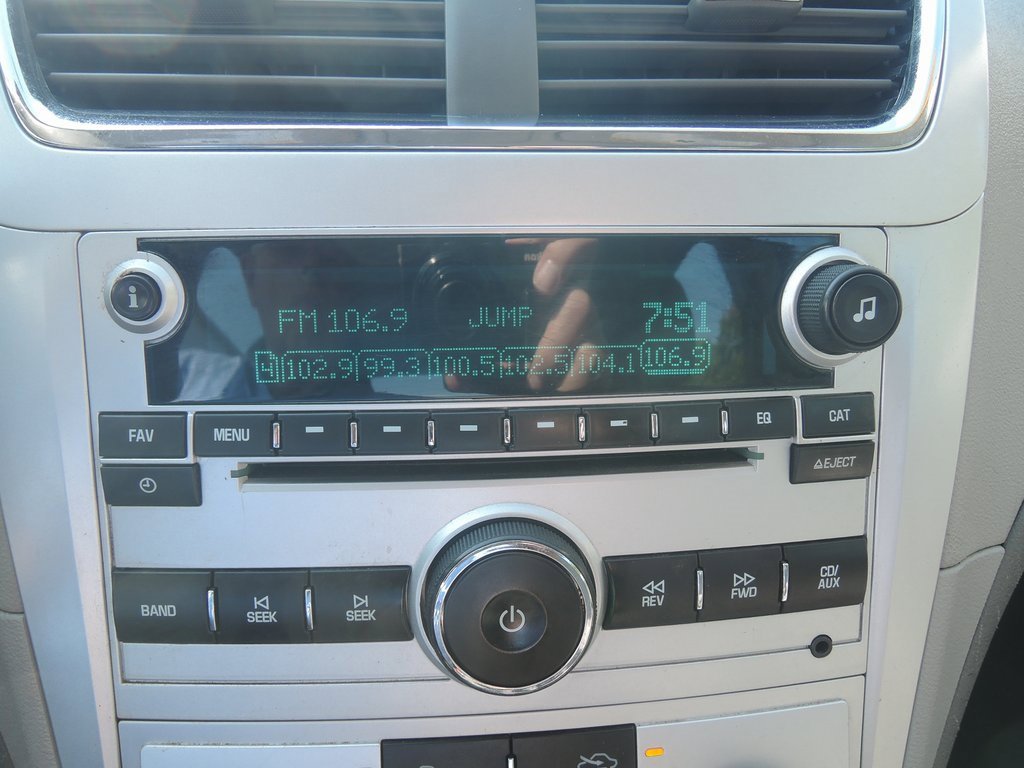 i
FM 106.9 JUMP 7:51
A 102.9 99.3 100.5 102.5 104.1 106.9
FAV MENU EQ CAT
EJECT
BAND SEEK SEEK REV FWD CD/
AUX